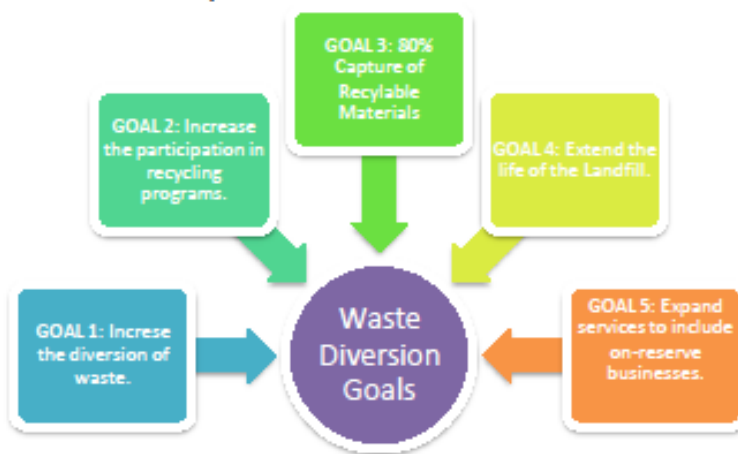 GOAL 1: Increse
the diversion of
waste.
GOAL 2: Increase
the participation in
recycling
programs.
GOAL 3: 80%
Capture of
Recylable
Materials
GOAL 4: Extend the
life of the Landfill.
GOAL 5: Expand
services to include
on-reserve
businesses.
Waste
Diversion
Goals